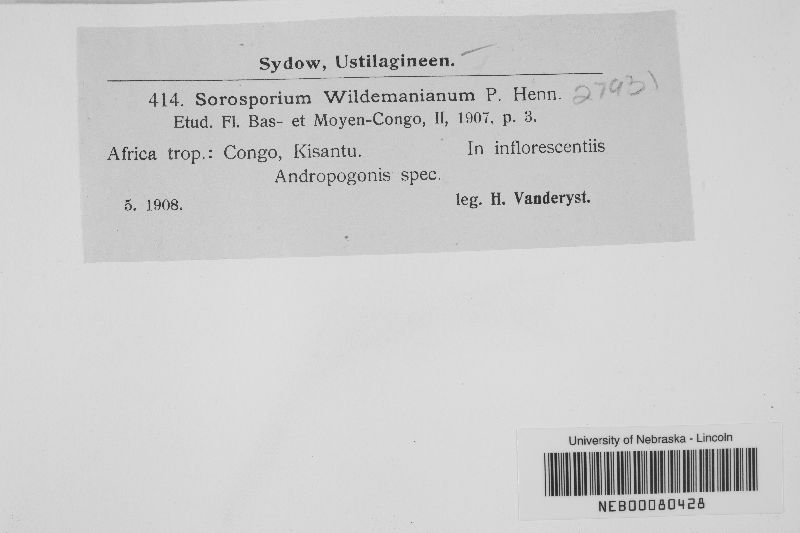 Sydow, Ustilagineen.
414. Sorosporium Wildemanianum P. Henn. 2793)
Etud. Fl. Bas- et Moyen-Congo, II, 1907, p. 3.
Africa trop.: Congo, Kisantu. In inflorescentiis
Andropogonis spec.
5. 1908. leg. H. Vanderyst.
University of Nebraska - Lincoln
NEB00080428